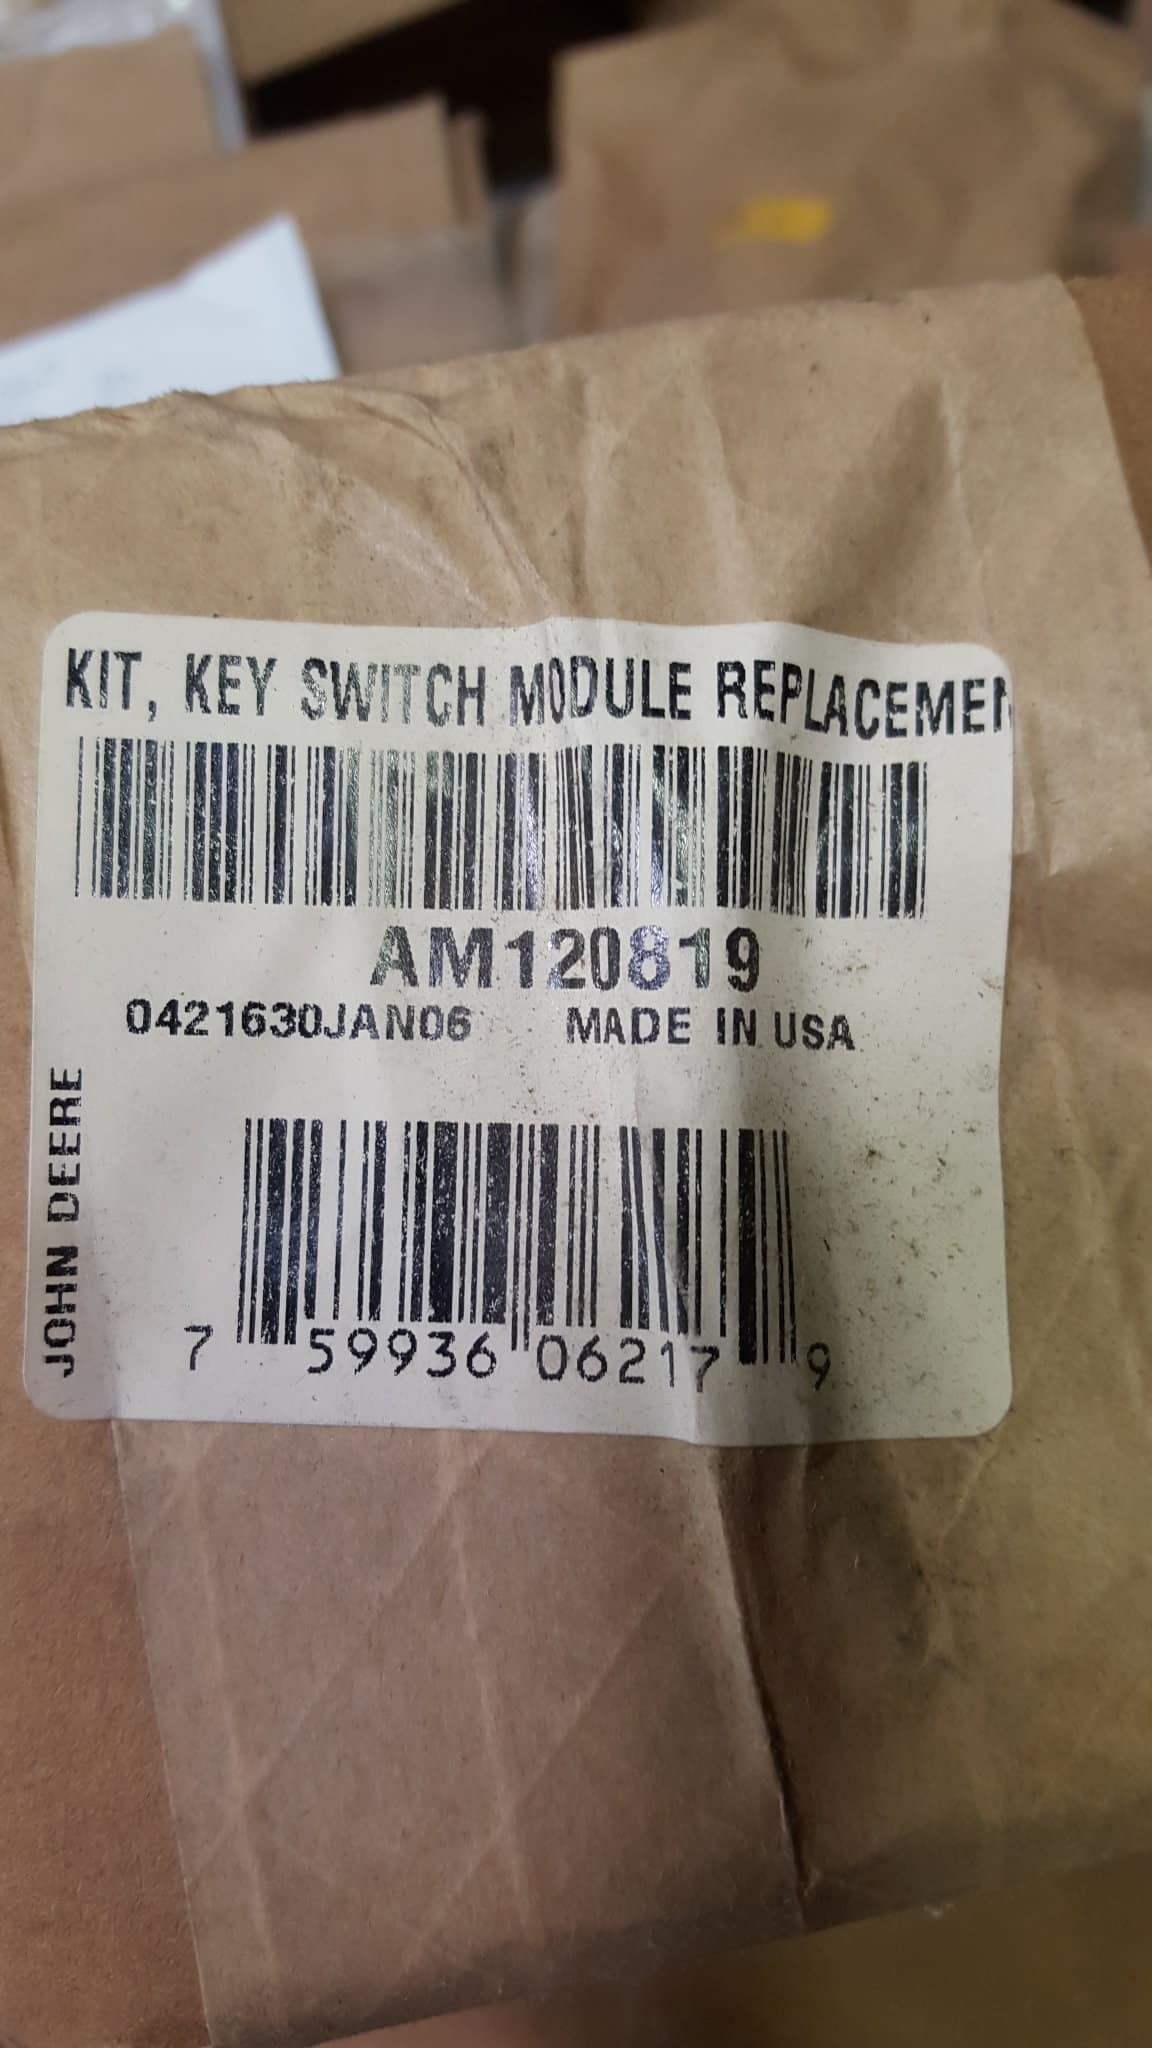 KIT, KEY SWITCH MODULE REPLACEMEN
AM120819
0421630JAN06 MADE IN USA
JOHN DEERE
7 59936 06217 9